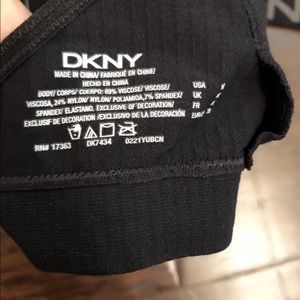 DKNY
MADE IN CHINA/ FABRIQUÉ EN CHINE/
HECHO EN CHINA
BODY/ CORPS/ CUERPO: 69% VISCOSE/ VISCOSE/
VISCOSA, 24% NYLON/ NYLON/ POLIAMIDA, 7% SPANDEX/
SPANDEX/ ELASTANO. EXCLUSIVE OF DECORATION/
EXCLUSIF DE DECORATION/ EXCLUSIVO DE LA DECORACIÓN
RN# 17363 DK7434 0221YUBCN
USA
UK
FR